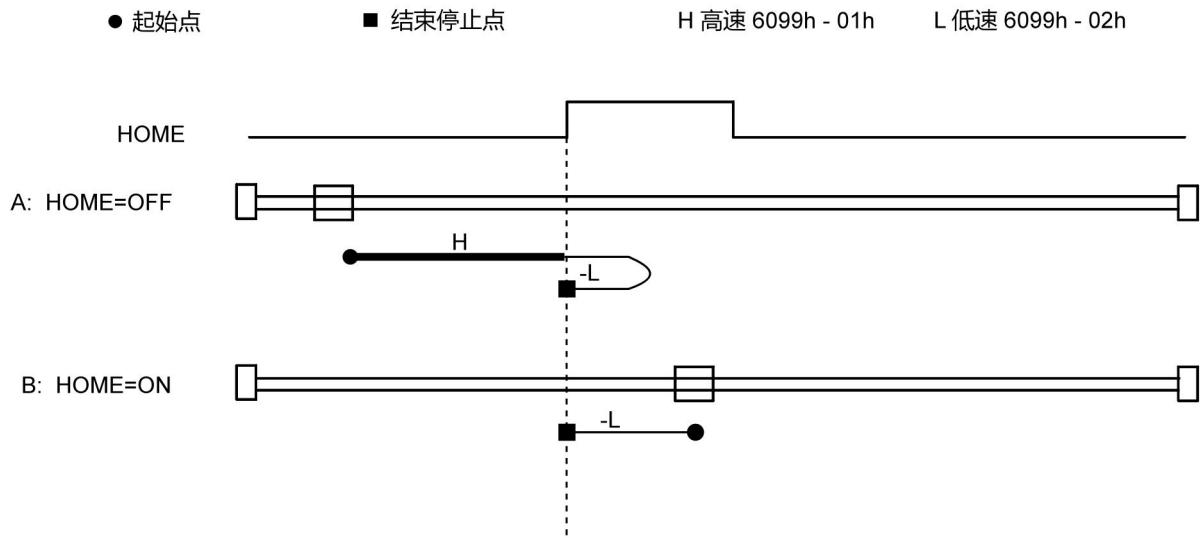 ● 起始点 ■ 结束停止点 H 高速 6099h - 01h L 低速 6099h - 02h
HOME
A: HOME=OFF
H
-L
B: HOME=ON
-L